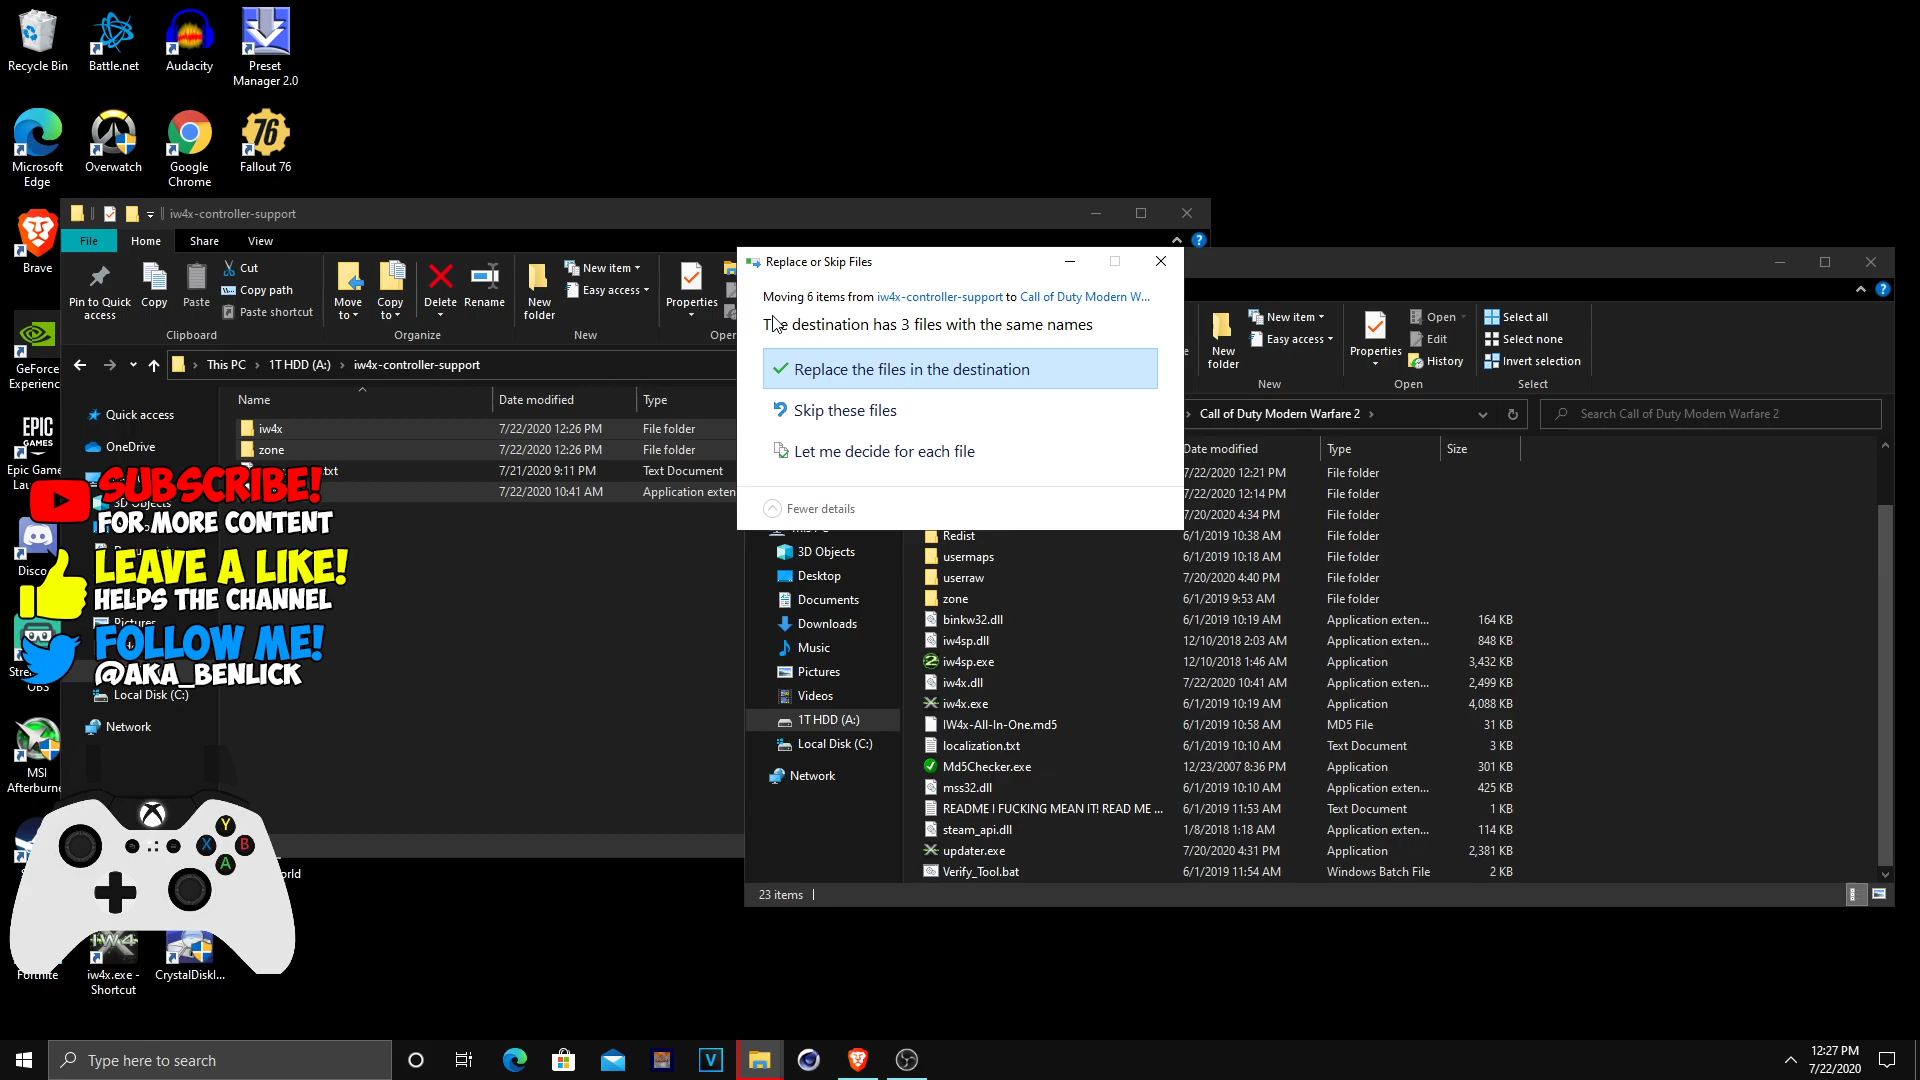 Recycle Bin
Battle.net
Audacity
Preset
Manager 2.0
Microsoft
Edge
Overwatch
Google
Chrome
76
Fallout 76
Brave
GeForce
Experienc
EPIC
GAMES
Epic Game
Lau
Disco
Stre
OBS
MSI
Afterburne
Fortnite
iw4x.exe -
Shortcut
CrystalDiskI...
orld
iw4x-controller-support
File
Home
Share
View
Pin to Quick
access
Copy
Paste
Cut
Copy path
Paste shortcut
Clipboard
Move
to
Copy
to
Delete
Rename
Organize
New
folder
New item
Easy access
New
Properties
Oper
This PC
1T HDD (A:)
iw4x-controller-support
Name
Date modified
Type
Quick access
OneDrive
3D Objects
Pictures
Local Disk (C:)
Network
iw4x 7/22/2020 12:26 PM File folder
zone 7/22/2020 12:26 PM File folder
txt 7/21/2020 9:11 PM Text Document
7/22/2020 10:41 AM Application exten
SUBSCRIBE!
FOR MORE CONTENT
LEAVE A LIKE!
HELPS THE CHANNEL
FOLLOW ME!
@AKA_BENLICK
Y
X
B
A
Replace or Skip Files
Moving 6 items from iw4x-controller-support to Call of Duty Modern W...
The destination has 3 files with the same names
Replace the files in the destination
Skip these files
Let me decide for each file
Fewer details
New
folder
New item
Easy access
New
Properties
Open
Edit
History
Open
Select all
Select none
Invert selection
Select
Call of Duty Modern Warfare 2
Search Call of Duty Modern Warfare 2
Date modified
Type
Size
3D Objects
Desktop
Documents
Downloads
Music
Pictures
Videos
1T HDD (A:)
Local Disk (C:)
Network
7/22/2020 12:21 PM File folder
7/22/2020 12:14 PM File folder
7/20/2020 4:34 PM File folder
Redist 6/1/2019 10:38 AM File folder
usermaps 6/1/2019 10:18 AM File folder
userraw 7/20/2020 4:40 PM File folder
zone 6/1/2019 9:53 AM File folder
binkw32.dll 6/1/2019 10:19 AM Application exten... 164 KB
iw4sp.dll 12/10/2018 2:03 AM Application exten... 848 KB
iw4sp.exe 12/10/2018 1:46 AM Application 3,432 KB
iw4x.dll 7/22/2020 10:41 AM Application exten... 2,499 KB
iw4x.exe 6/1/2019 10:19 AM Application 4,088 KB
IW4x-All-In-One.md5 6/1/2019 10:58 AM MD5 File 31 KB
localization.txt 6/1/2019 10:10 AM Text Document 3 KB
Md5Checker.exe 12/23/2007 8:36 PM Application 301 KB
mss32.dll 6/1/2019 10:10 AM Application exten... 425 KB
README I FUCKING MEAN IT! READ ME ... 6/1/2019 11:53 AM Text Document 1 KB
steam_api.dll 1/8/2018 1:18 AM Application exten... 114 KB
updater.exe 7/20/2020 4:31 PM Application 2,381 KB
Verify_Tool.bat 6/1/2019 11:54 AM Windows Batch File 2 KB
23 items
Type here to search
V
12:27 PM
7/22/2020